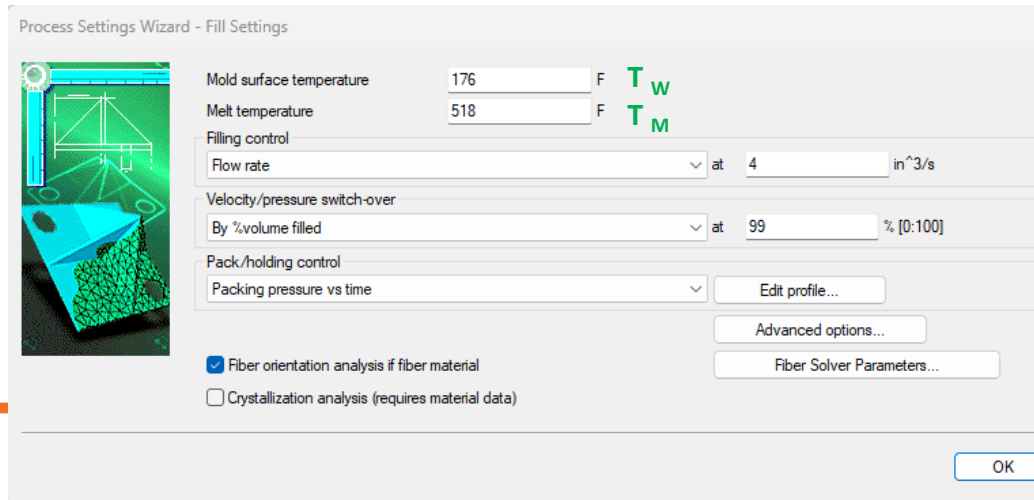 Process Settings Wizard - Fill Settings
Mold surface temperature 176 F T W
Melt temperature 518 F T M
Filling control
Flow rate at 4 in^3/s
Velocity/pressure switch-over
By %volume filled at 99 % [0:100]
Pack/holding control
Packing pressure vs time Edit profile...
Advanced options...
Fiber orientation analysis if fiber material Fiber Solver Parameters...
Crystallization analysis (requires material data)
OK